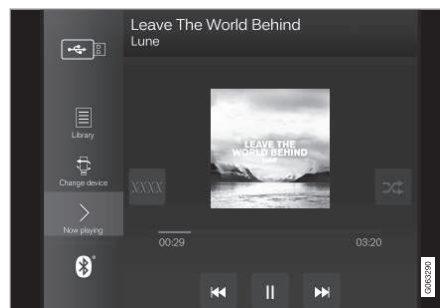 Leave The World Behind
Lune
Library
Change device
Now playing
LEAVE THE
WORLD BEHIND
LUNE
XXXX
00:29
03:20
G063290